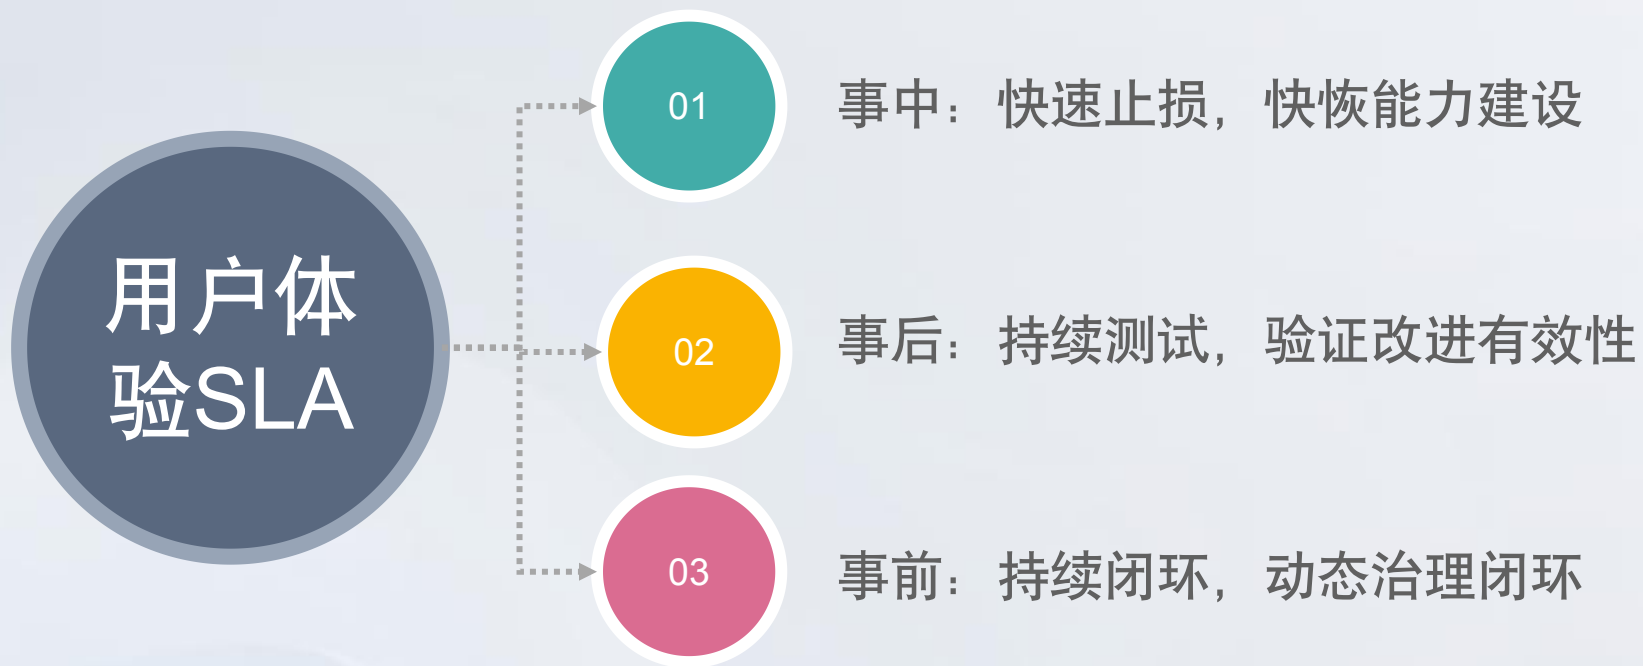 用户体
验SLA
01
事中：快速止损，快恢能力建设
02
事后：持续测试，验证改进有效性
03
事前：持续闭环，动态治理闭环